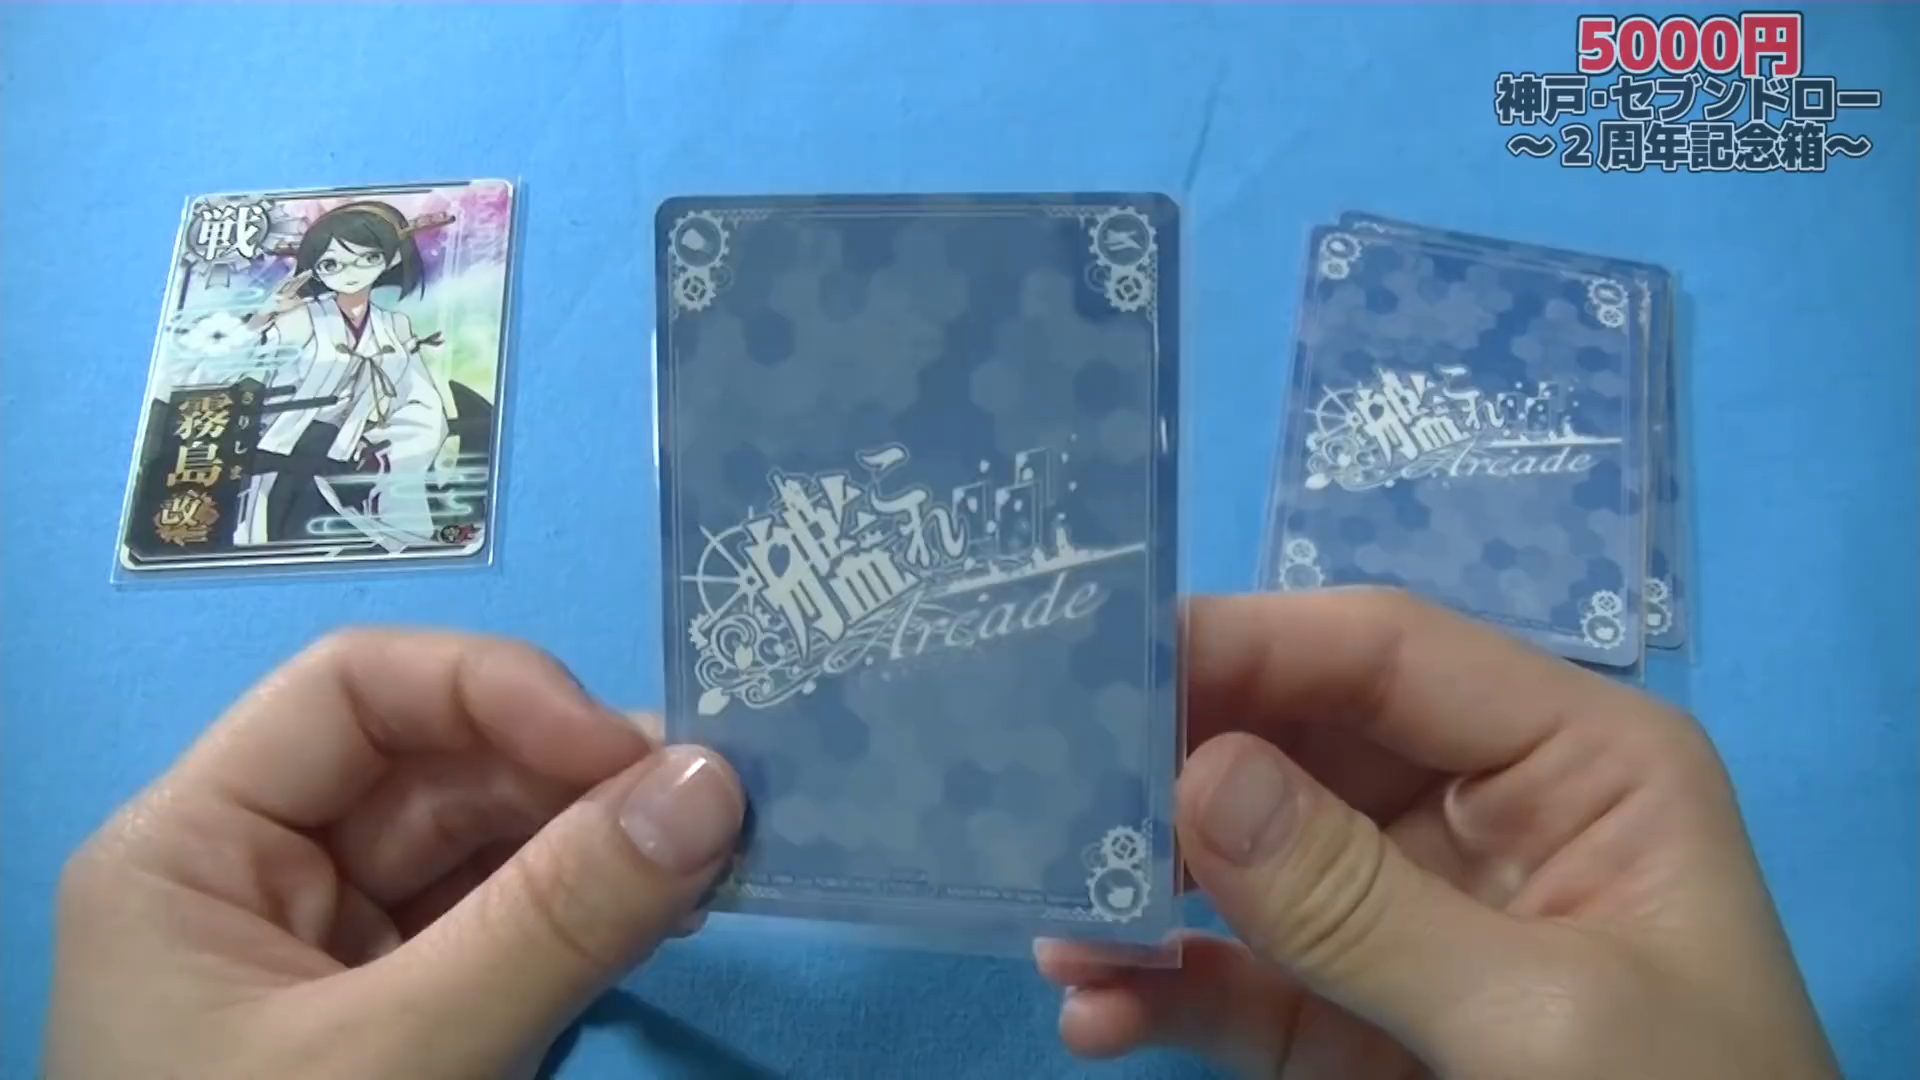 5000円
神戸・セブンドロー
～２周年記念箱～
戦
霧島改二
きりしま
艦これ
Arcade
艦これ
Arcade